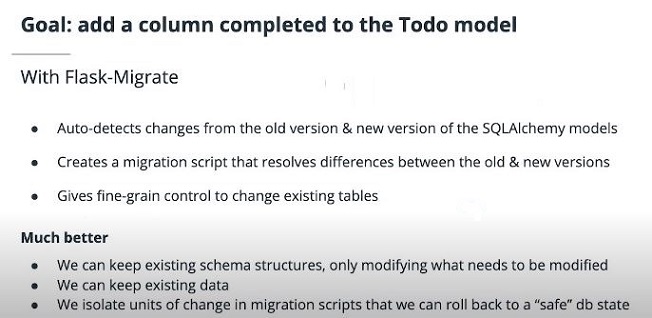 Goal: add a column completed to the Todo model
With Flask-Migrate
● Auto-detects changes from the old version & new version of the SQLAlchemy models
● Creates a migration script that resolves differences between the old & new versions
● Gives fine-grain control to change existing tables
Much better
● We can keep existing schema structures, only modifying what needs to be modified
● We can keep existing data
● We isolate units of change in migration scripts that we can roll back to a “safe” db state